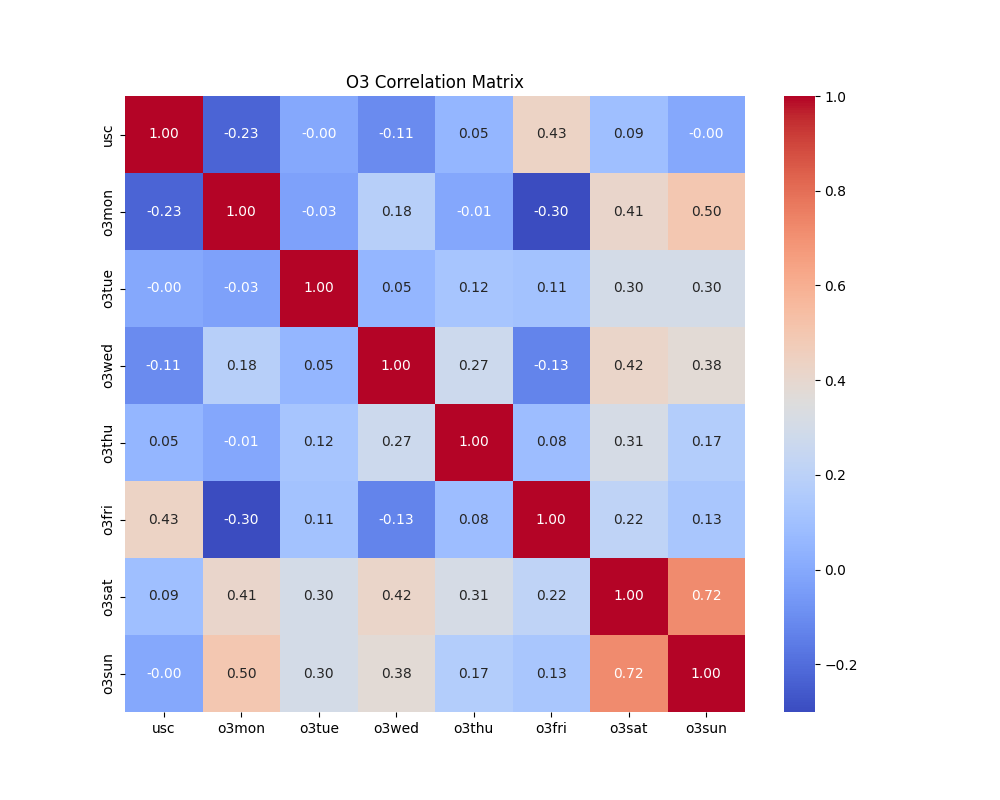 O3 Correlation Matrix
usc 1.00 -0.23 -0.00 -0.11 0.05 0.43 0.09 -0.00
o3mon -0.23 1.00 -0.03 0.18 -0.01 -0.30 0.41 0.50
o3tue -0.00 -0.03 1.00 0.05 0.12 0.11 0.30 0.30
o3wed -0.11 0.18 0.05 1.00 0.27 -0.13 0.42 0.38
o3thu 0.05 -0.01 0.12 0.27 1.00 0.08 0.31 0.17
o3fri 0.43 -0.30 0.11 -0.13 0.08 1.00 0.22 0.13
o3sat 0.09 0.41 0.30 0.42 0.31 0.22 1.00 0.72
o3sun -0.00 0.50 0.30 0.38 0.17 0.13 0.72 1.00
usc o3mon o3tue o3wed o3thu o3fri o3sat o3sun
1.0
0.8
0.6
0.4
0.2
0.0
−0.2